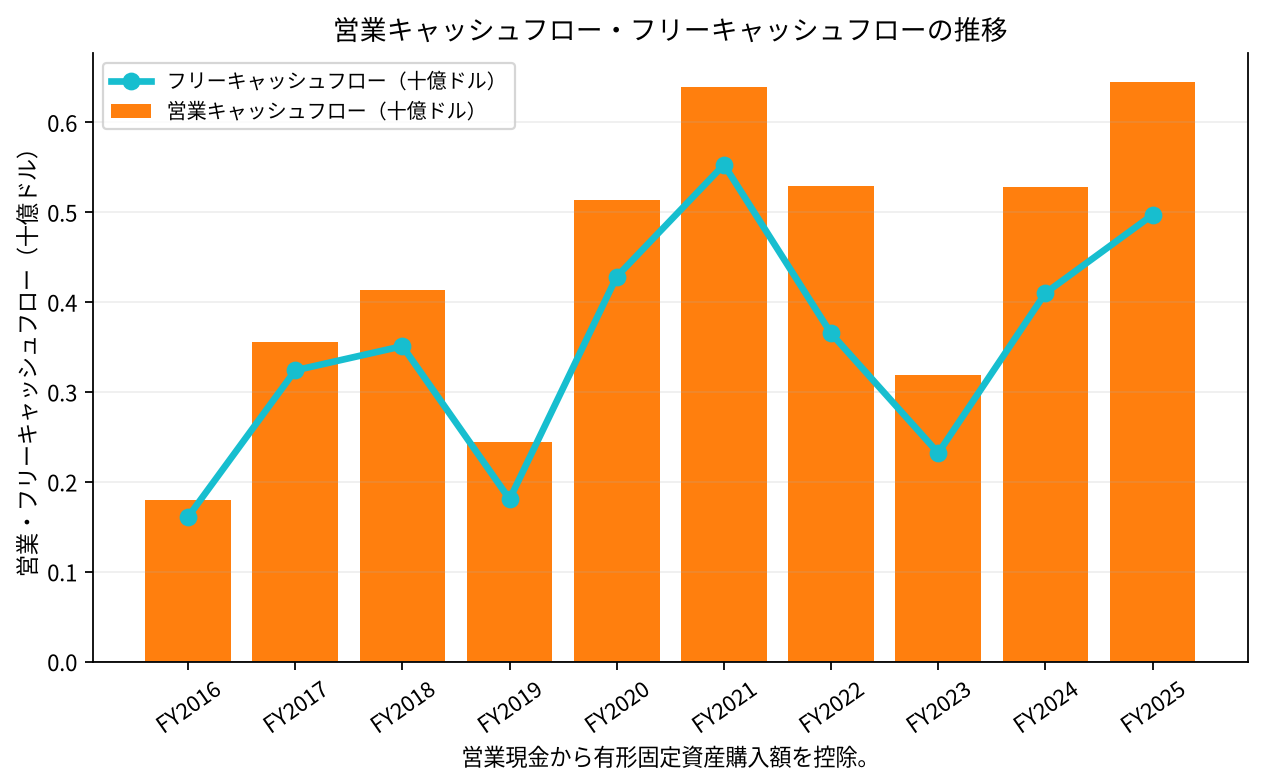 営業キャッシュフロー・フリーキャッシュフローの推移
フリーキャッシュフロー（十億ドル）
営業キャッシュフロー（十億ドル）
営業・フリーキャッシュフロー（十億ドル）
0.6
0.5
0.4
0.3
0.2
0.1
0.0
FY2016
FY2017
FY2018
FY2019
FY2020
FY2021
FY2022
FY2023
FY2024
FY2025
営業現金から有形固定資産購入額を控除。